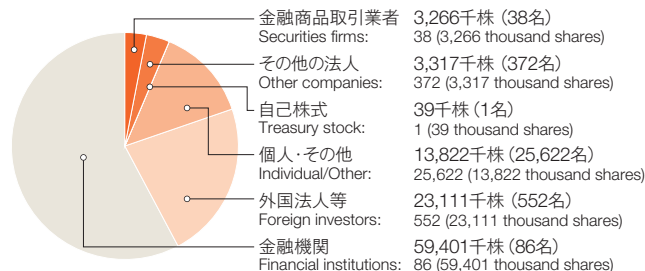 金融商品取引業者 3,266千株（38名）
Securities firms: 38 (3,266 thousand shares)
その他の法人 3,317千株（372名）
Other companies: 372 (3,317 thousand shares)
自己株式 39千株（1名）
Treasury stock: 1 (39 thousand shares)
個人・その他 13,822千株（25,622名）
Individual/Other: 25,622 (13,822 thousand shares)
外国法人等 23,111千株（552名）
Foreign investors: 552 (23,111 thousand shares)
金融機関 59,401千株（86名）
Financial institutions: 86 (59,401 thousand shares)